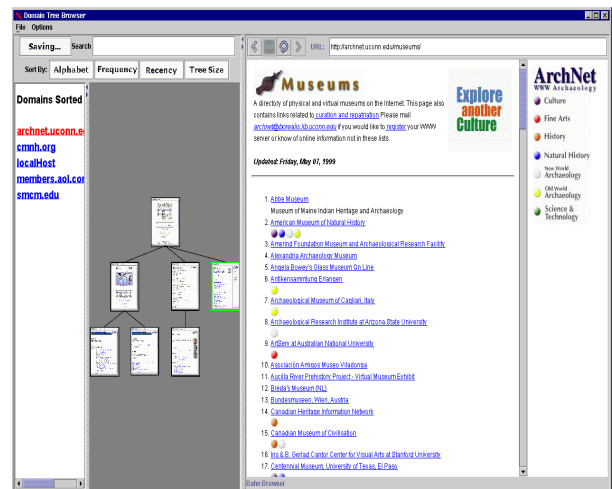 Domain Tree Browser
File Options
Saving... Search
Sort By: Alphabet Frequency Recency Tree Size
Domains Sorted
archnet.uconn.e
cmnh.org
localHost
members.aol.cor
smcm.edu
URL: http://archnet.uconn.edu/museums/
Museums
A directory of physical and virtual museums on the Internet. This page also
contains links related to curation and repatriation Please mail
archnet@borealis.lib.uconn.edu if you would like to register your WWW
server or know of online information not in these lists.
Updated: Friday, May 07, 1999
Explore
another
Culture
1. Abbe Museum
Museum of Maine Indian Heritage and Archaeology
2. American Museum of Natural History
3. Amerind Foundation Museum and Archaeological Research Facility
4. Alexandria Archaeology Museum
5. Angela Bowey's Glass Museum On Line
6. Antikensammlung Erlangen
7. Archaeological Museum of Cagliari, Italy
8. Archaeological Research Institute at Arizona State University
9. ArtServ at Australian National University
10. Asociación Amigos Museo Viladonga
11. Aucilla River Prehistory Project - Virtual Museum Exhibit
12. Breda's Museum (NL)
13. Bundesmuseen, Wien, Austria
14. Canadian Heritage Information Network
15. Canadian Museum of Civilisation
16. Iris & B. Gerlad Cantor Center for Visual Arts at Stanford University
17. Centennial Museum, University of Texas, El Paso
ArchNet
WWW Archaeology
Culture
Fine Arts
History
Natural History
New World
Archaeology
Old World
Archaeology
Science &
Technology
Bahn Browser